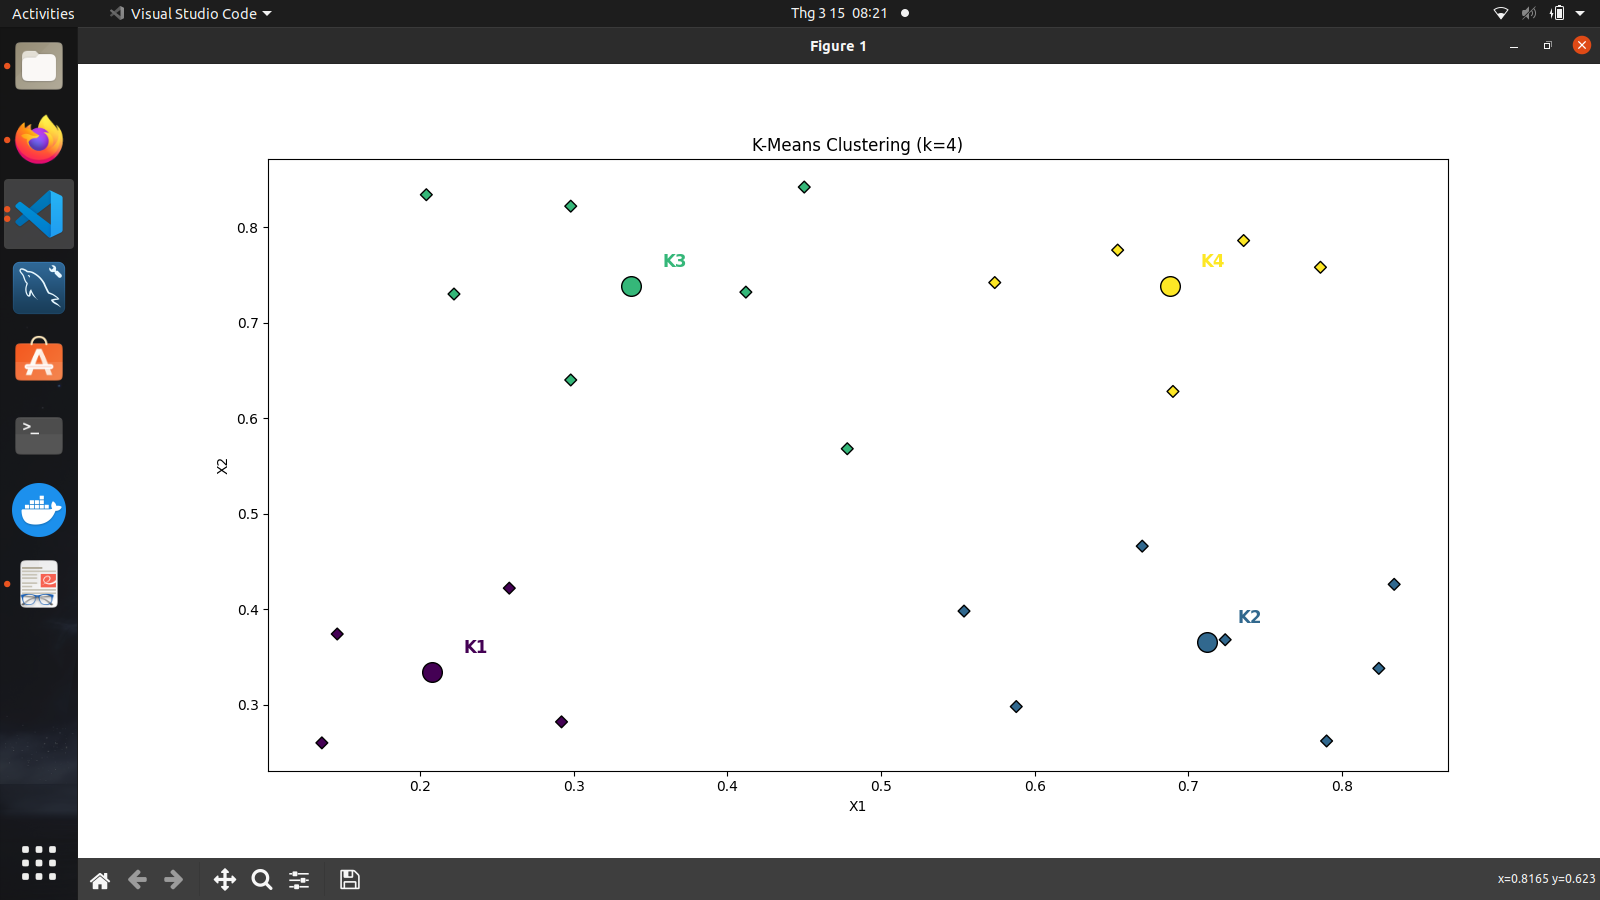 Activities
Visual Studio Code
Thg 3 15 08:21
Figure 1
K-Means Clustering (k=4)
K3
K4
K2
K1
0.8
0.7
0.6
0.5
0.4
0.3
X2
0.2 0.3 0.4 0.5 0.6 0.7 0.8
X1
>_
x=0.8165 y=0.623